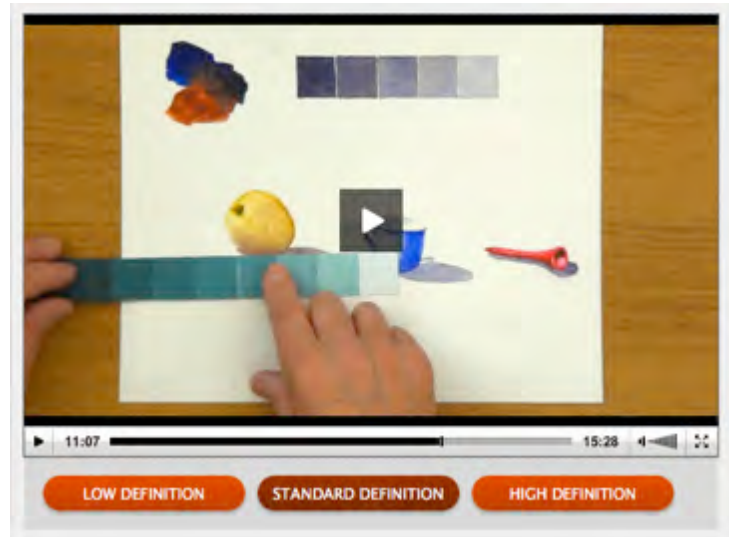 11:07
15:28
LOW DEFINITION
STANDARD DEFINITION
HIGH DEFINITION